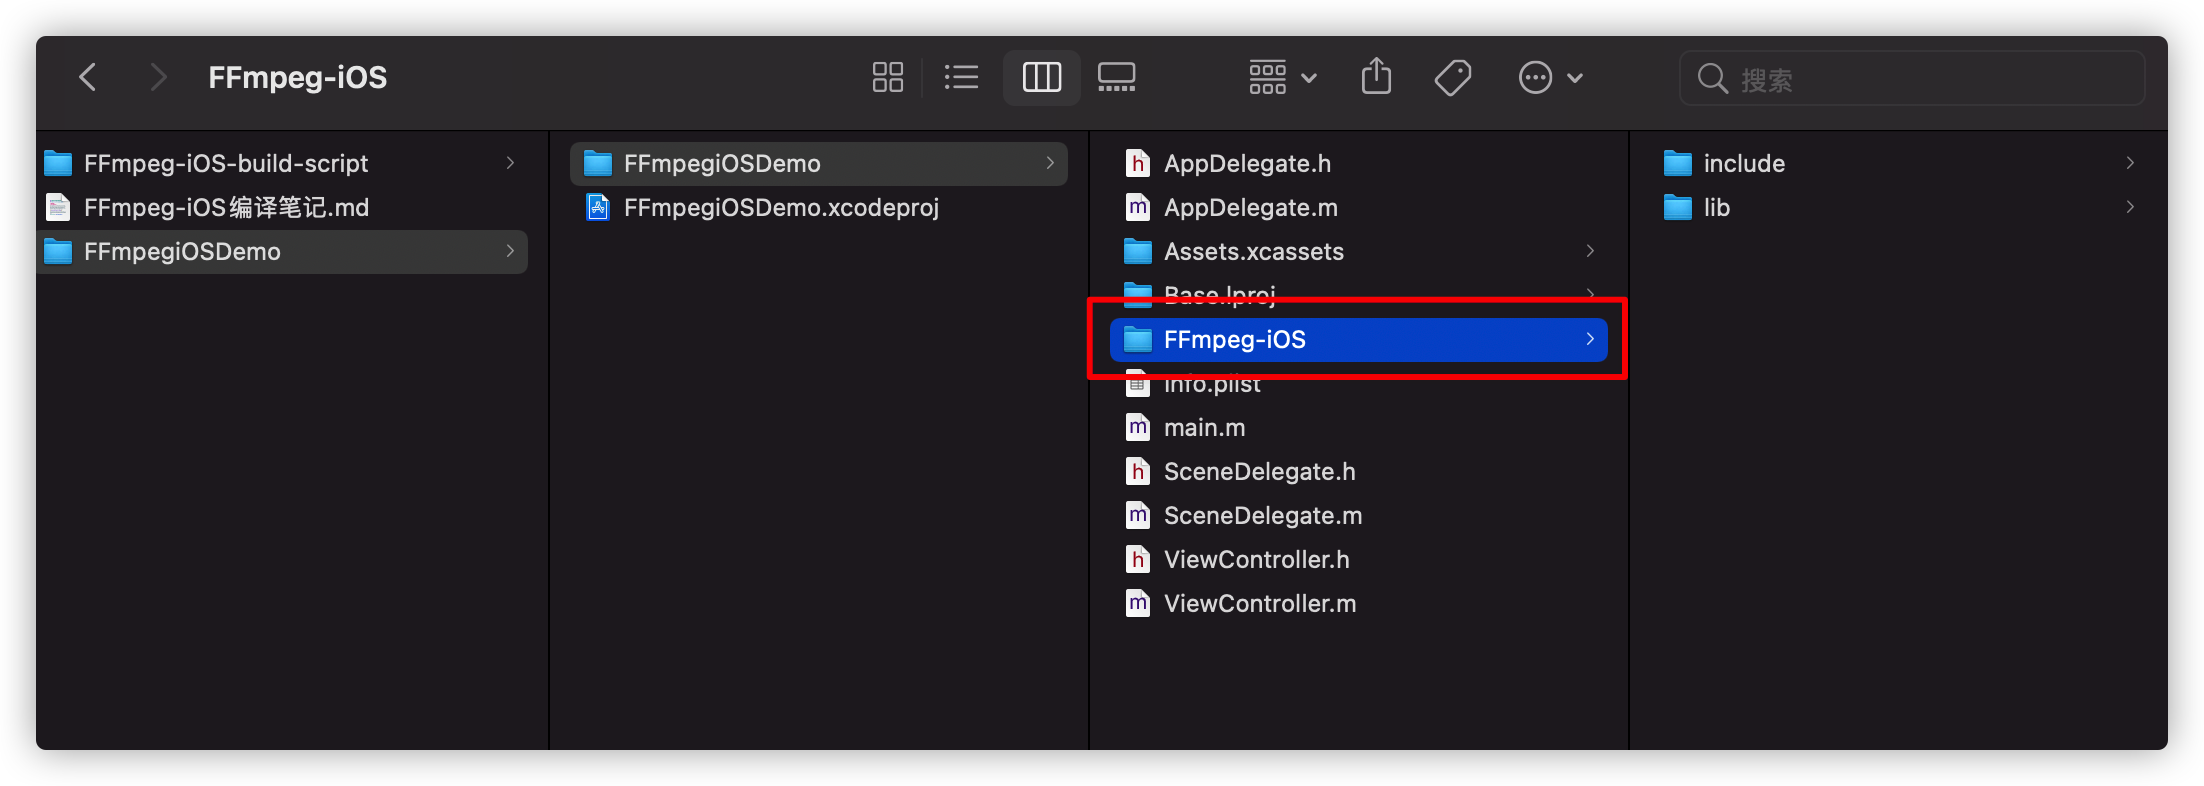 FFmpeg-iOS
搜索
FFmpeg-iOS-build-script
FFmpeg-iOS编译笔记.md
FFmpegiOSDemo
FFmpegiOSDemo
FFmpegiOSDemo.xcodeproj
AppDelegate.h
AppDelegate.m
Assets.xcassets
Base.lproj
FFmpeg-iOS
Info.plist
main.m
SceneDelegate.h
SceneDelegate.m
ViewController.h
ViewController.m
include
lib